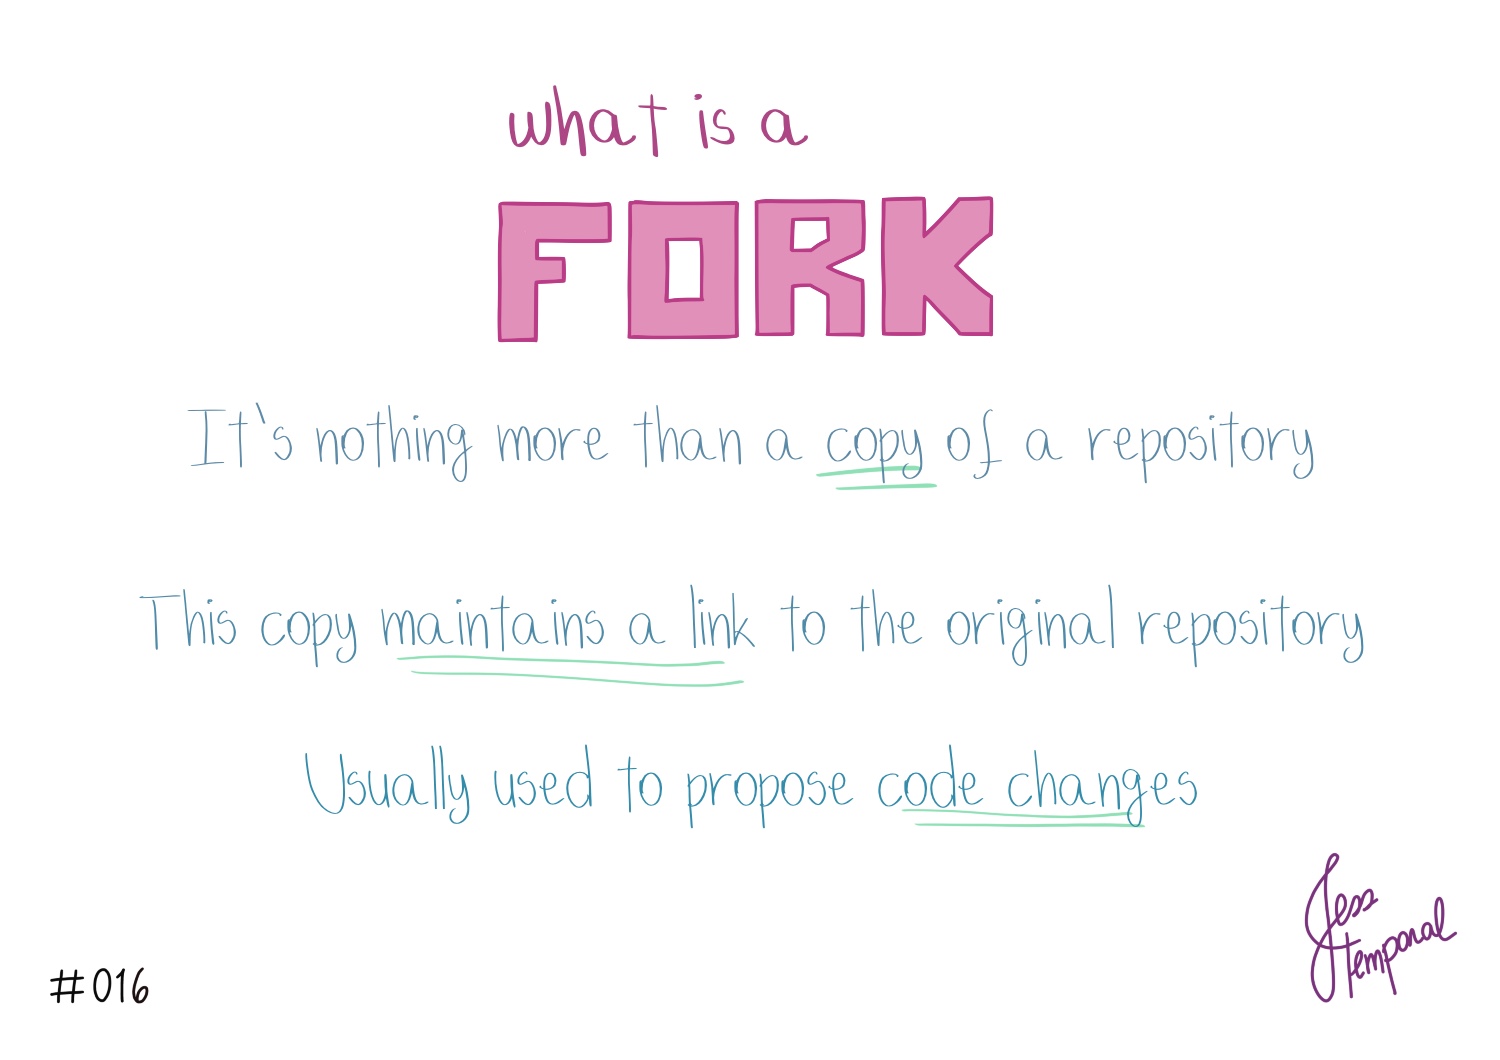 what is a
FORK
It's nothing more than a copy of a repository
This copy maintains a link to the original repository
Usually used to propose code changes
Jess
temporal
#016